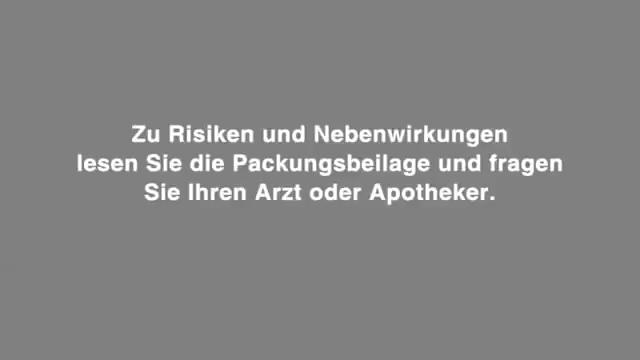 Zu Risiken und Nebenwirkungen
lesen Sie die Packungsbeilage und fragen
Sie Ihren Arzt oder Apotheker.